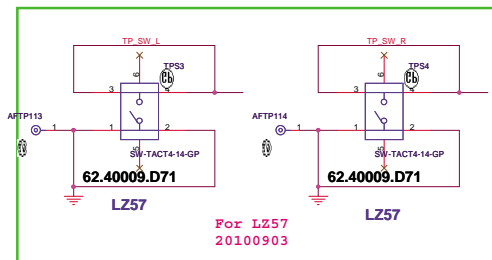 TP_SW_L
TPS3
6
3
4
AFTP113
1
1
2
5
SW-TACT4-14-GP
62.40009.D71
LZ57
TP_SW_R
TPS4
6
3
4
AFTP114
1
1
2
5
SW-TACT4-14-GP
62.40009.D71
LZ57
For LZ57
20100903